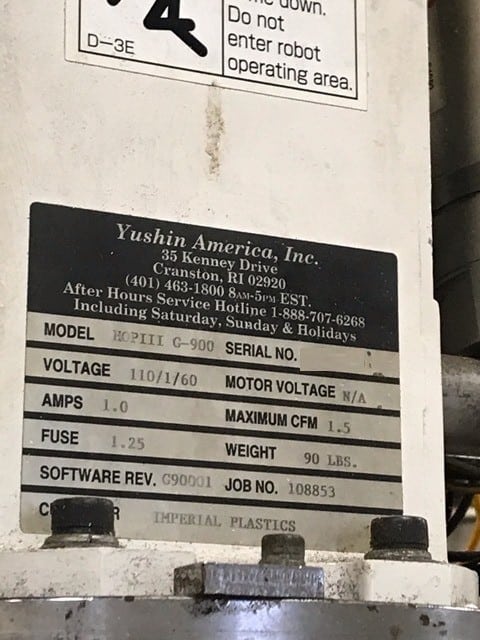 down.
Do not
enter robot
operating area.
D-3E
Yushin America, Inc.
35 Kenney Drive
Cranston, RI 02920
(401) 463-1800 8AM-5PM EST.
After Hours Service Hotline 1-888-707-6268
Including Saturday, Sunday & Holidays
MODEL HOPIII G-900 SERIAL NO.
VOLTAGE 110/1/60 MOTOR VOLTAGE N/A
AMPS 1.0 MAXIMUM CFM 1.5
FUSE 1.25 WEIGHT 90 LBS.
SOFTWARE REV. G90001 JOB NO. 108853
IMPERIAL PLASTICS